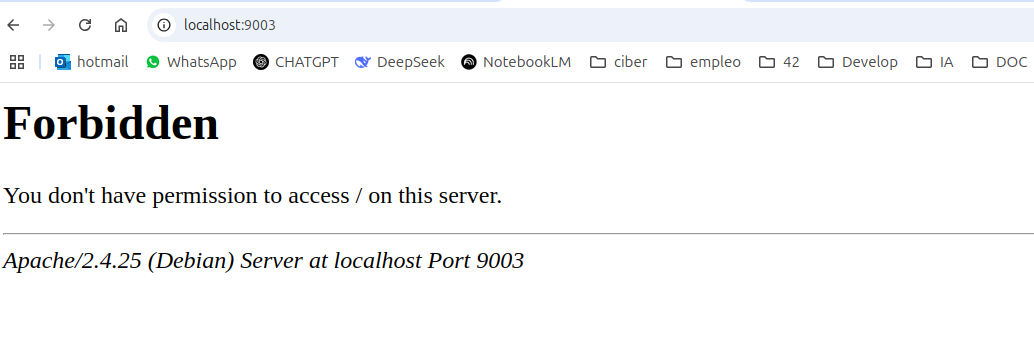 localhost:9003
hotmail WhatsApp CHATGPT DeepSeek NotebookLM ciber empleo 42 Develop IA DOC
Forbidden
You don't have permission to access / on this server.
Apache/2.4.25 (Debian) Server at localhost Port 9003